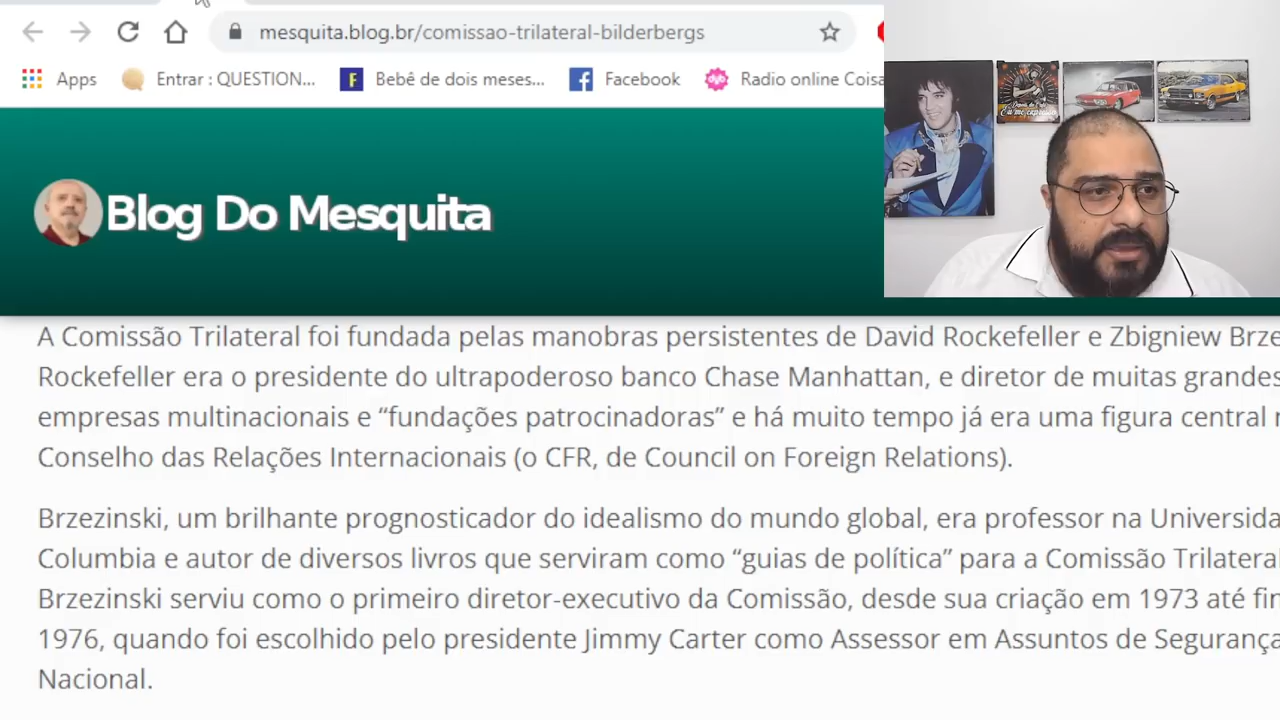 mesquita.blog.br/comissao-trilateral-bilderbergs
Apps
Entrar : QUESTION...
Bebê de dois meses...
Facebook
Radio online Coisa
Blog Do Mesquita
A Comissão Trilateral foi fundada pelas manobras persistentes de David Rockefeller e Zbigniew Brze
Rockefeller era o presidente do ultrapoderoso banco Chase Manhattan, e diretor de muitas grandes
empresas multinacionais e “fundações patrocinadoras” e há muito tempo já era uma figura central
Conselho das Relações Internacionais (o CFR, de Council on Foreign Relations).
Brzezinski, um brilhante prognosticador do idealismo do mundo global, era professor na Universida
Columbia e autor de diversos livros que serviram como “guias de política” para a Comissão Trilateral
Brzezinski serviu como o primeiro diretor-executivo da Comissão, desde sua criação em 1973 até
1976, quando foi escolhido pelo presidente Jimmy Carter como Assessor em Assuntos de Segurança
Nacional.